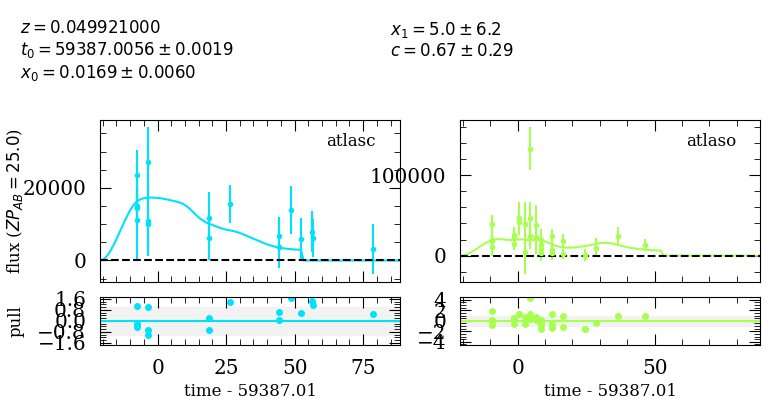 z = 0.049921000
t₀ = 59387.0056 ± 0.0019
x₀ = 0.0169 ± 0.0060
x₁ = 5.0 ± 6.2
c = 0.67 ± 0.29
flux (ZP_AB = 25.0)
atlasc
20000
0
atlaso
100000
0
pull
1.6
0.8
0.0
−0.8
−1.6
0 25 50 75
time - 59387.01
4
2
0
−2
−4
0 50
time - 59387.01